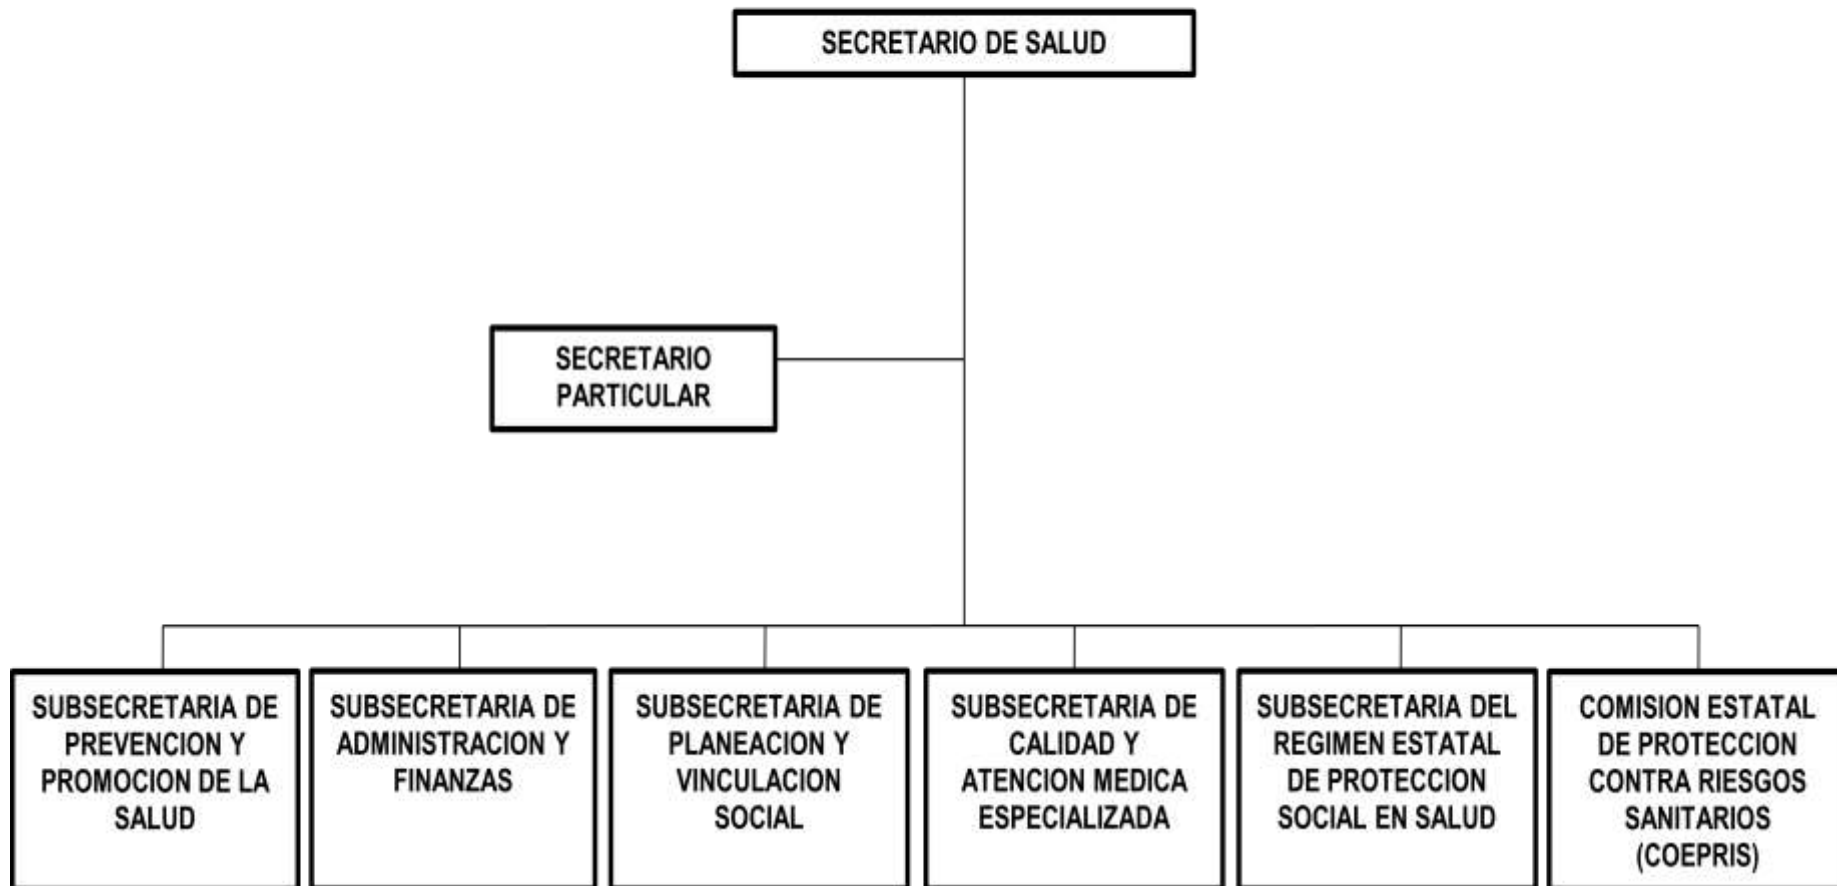 SECRETARIO DE SALUD
SECRETARIO
PARTICULAR
SUBSECRETARIA DE
PREVENCION Y
PROMOCION DE LA
SALUD
SUBSECRETARIA DE
ADMINISTRACION Y
FINANZAS
SUBSECRETARIA DE
PLANEACION Y
VINCULACION
SOCIAL
SUBSECRETARIA DE
CALIDAD Y
ATENCION MEDICA
ESPECIALIZADA
SUBSECRETARIA DEL
REGIMEN ESTATAL
DE PROTECCION
SOCIAL EN SALUD
COMISION ESTATAL
DE PROTECCION
CONTRA RIESGOS
SANITARIOS
(COEPRIS)